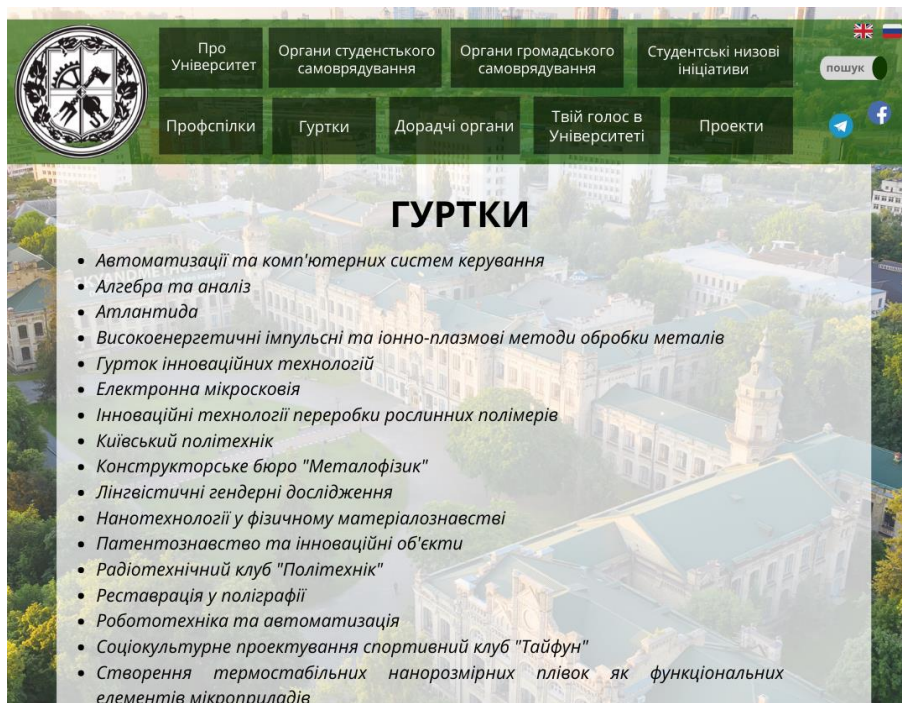 Про
Університет
Органи студенстького
самоврядування
Органи громадського
самоврядування
Студентські низові
ініціативи
пошук
Профспілки
Гуртки
Дорадчі органи
Твій голос в
Університеті
Проекти
ГУРТКИ
Автоматизації та комп'ютерних систем керування
Алгебра та аналіз
SKYANDMETHOD
Атлантида
Високоенергетичні імпульсні та іонно-плазмові методи обробки металів
Гурток інноваційних технологій
Електронна мікросковія
Інноваційні технології переробки рослинних полімерів
Київський політехнік
Конструкторське бюро "Металофізик"
Лінгвістичні гендерні дослідження
Нанотехнології у фізичному матеріалознавстві
Патентознавство та інноваційні об'єкти
Радіотехнічний клуб "Політехнік"
Реставрація у поліграфії
Робототехніка та автоматизація
Соціокультурне проектування спортивний клуб "Тайфун"
Створення термостабільних нанорозмірних плівок як функціональних
елементів мікроприладів